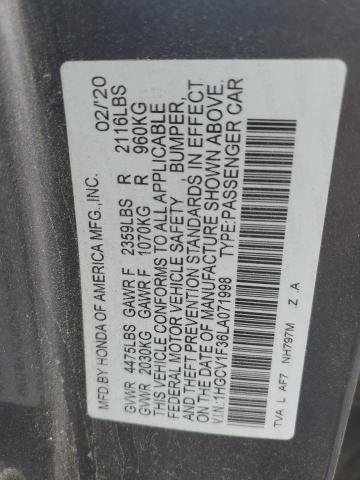 MFD BY HONDA OF AMERICA MFG.,INC. 02/'20
GVWR 4475LBS GAWR F 2359LBS R 2116LBS
GVWR 2030KG GAWR F 1070KG R 960KG
THIS VEHICLE CONFORMS TO ALL APPLICABLE
FEDERAL MOTOR VEHICLE SAFETY , BUMPER,
AND THEFT PREVENTION STANDARDS IN EFFECT
ON THE DATE OF MANUFACTURE SHOWN ABOVE.
V.I.N.:1HGCV1F36LA071998 TYPE:PASSENGER CAR
TVA L AF7 NH797M Z .A